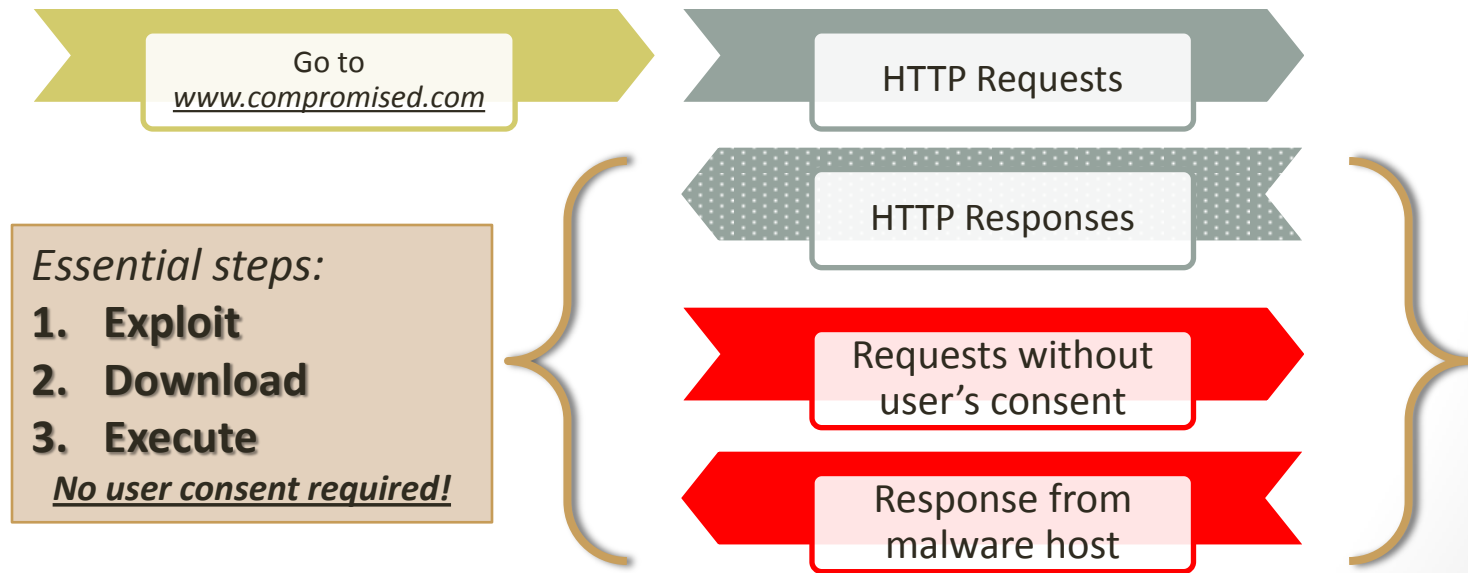 Go to
www.compromised.com
HTTP Requests
HTTP Responses
Essential steps:
1. Exploit
2. Download
3. Execute
No user consent required!
Requests without
user’s consent
Response from
malware host